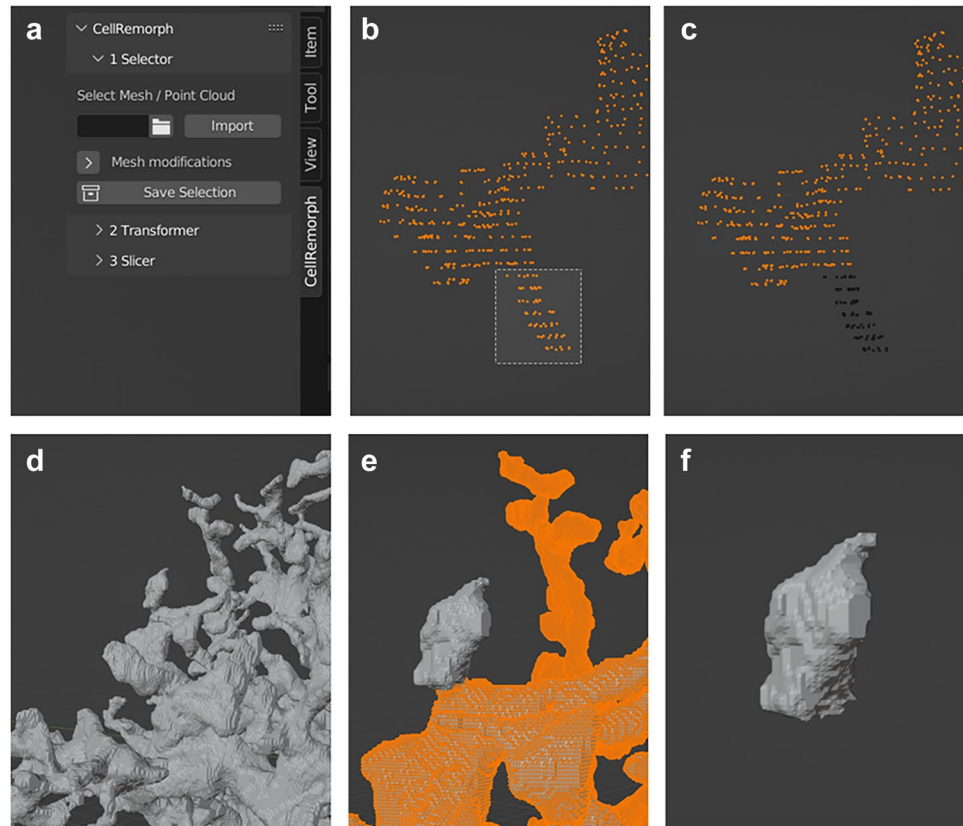 a
CellRemorph
1 Selector
Select Mesh / Point Cloud
Import
Mesh modifications
Save Selection
2 Transformer
3 Slicer
Item
Tool
View
CellRemorph
b
c
d
e
f